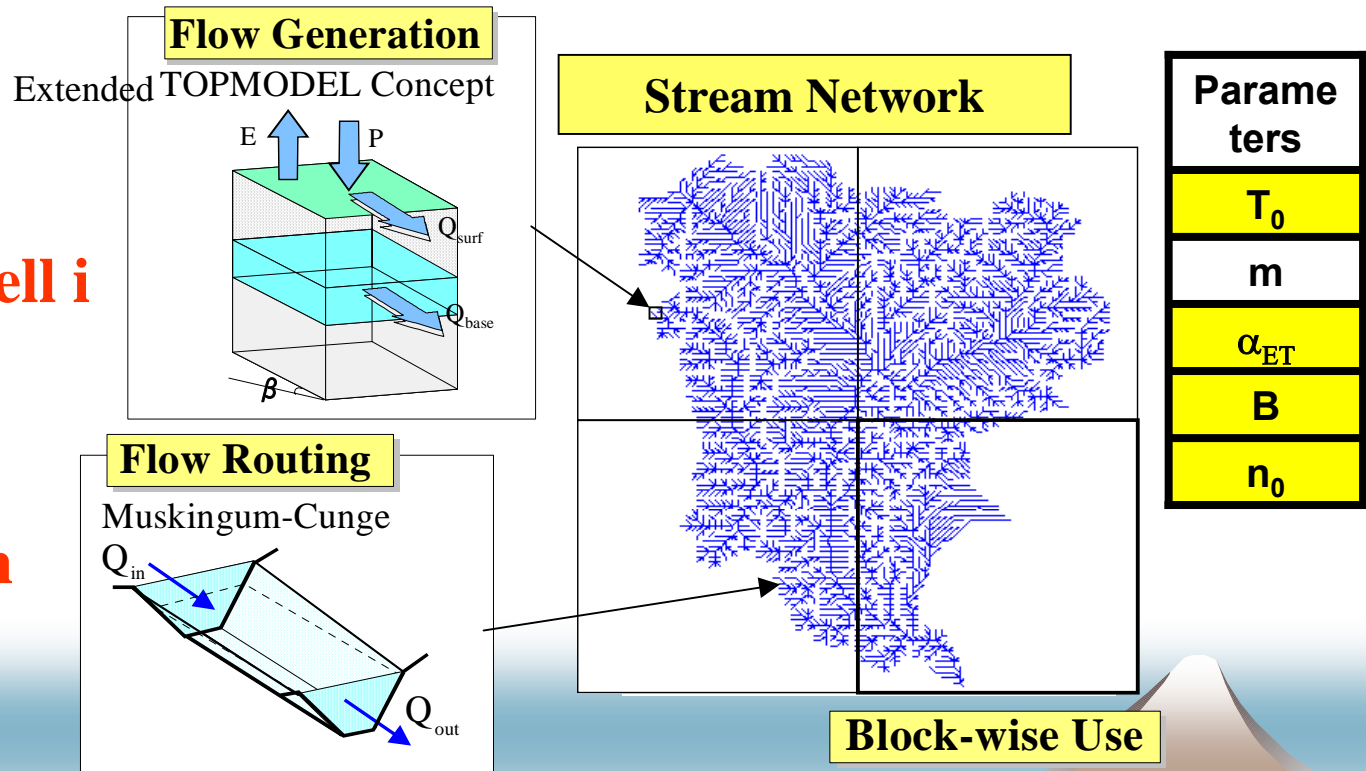 Flow Generation
Extended TOPMODEL Concept
E
P
Qsurf
Qbase
β
ell i
Flow Routing
Muskingum-Cunge
Qin
Qout
n
Stream Network
Block-wise Use
Parame
ters
T0
m
αET
B
n0